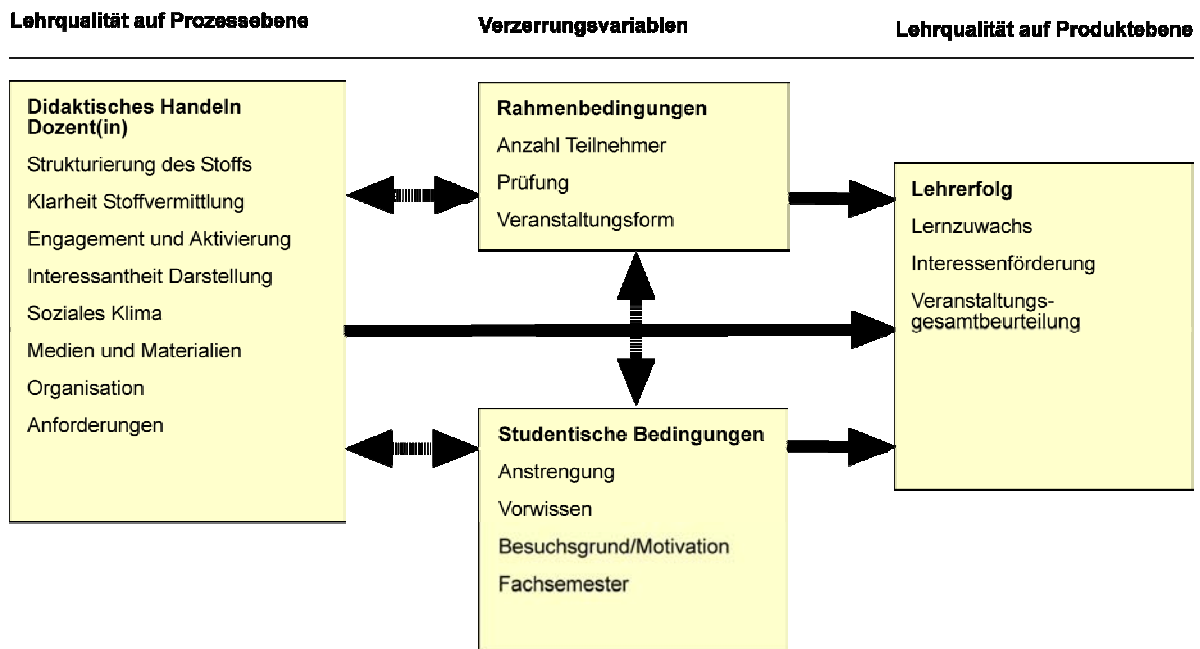 Lehrqualität auf Prozessebene
Verzerrungsvariablen
Lehrqualität auf Produktebene
Didaktisches Handeln
Dozent(in)
Strukturierung des Stoffs
Klarheit Stoffvermittlung
Engagement und Aktivierung
Interessantheit Darstellung
Soziales Klima
Medien und Materialien
Organisation
Anforderungen
Rahmenbedingungen
Anzahl Teilnehmer
Prüfung
Veranstaltungsform
Studentische Bedingungen
Anstrengung
Vorwissen
Besuchsgrund/Motivation
Fachsemester
Lehrerfolg
Lernzuwachs
Interessenförderung
Veranstaltungs-
gesamtbeurteilung